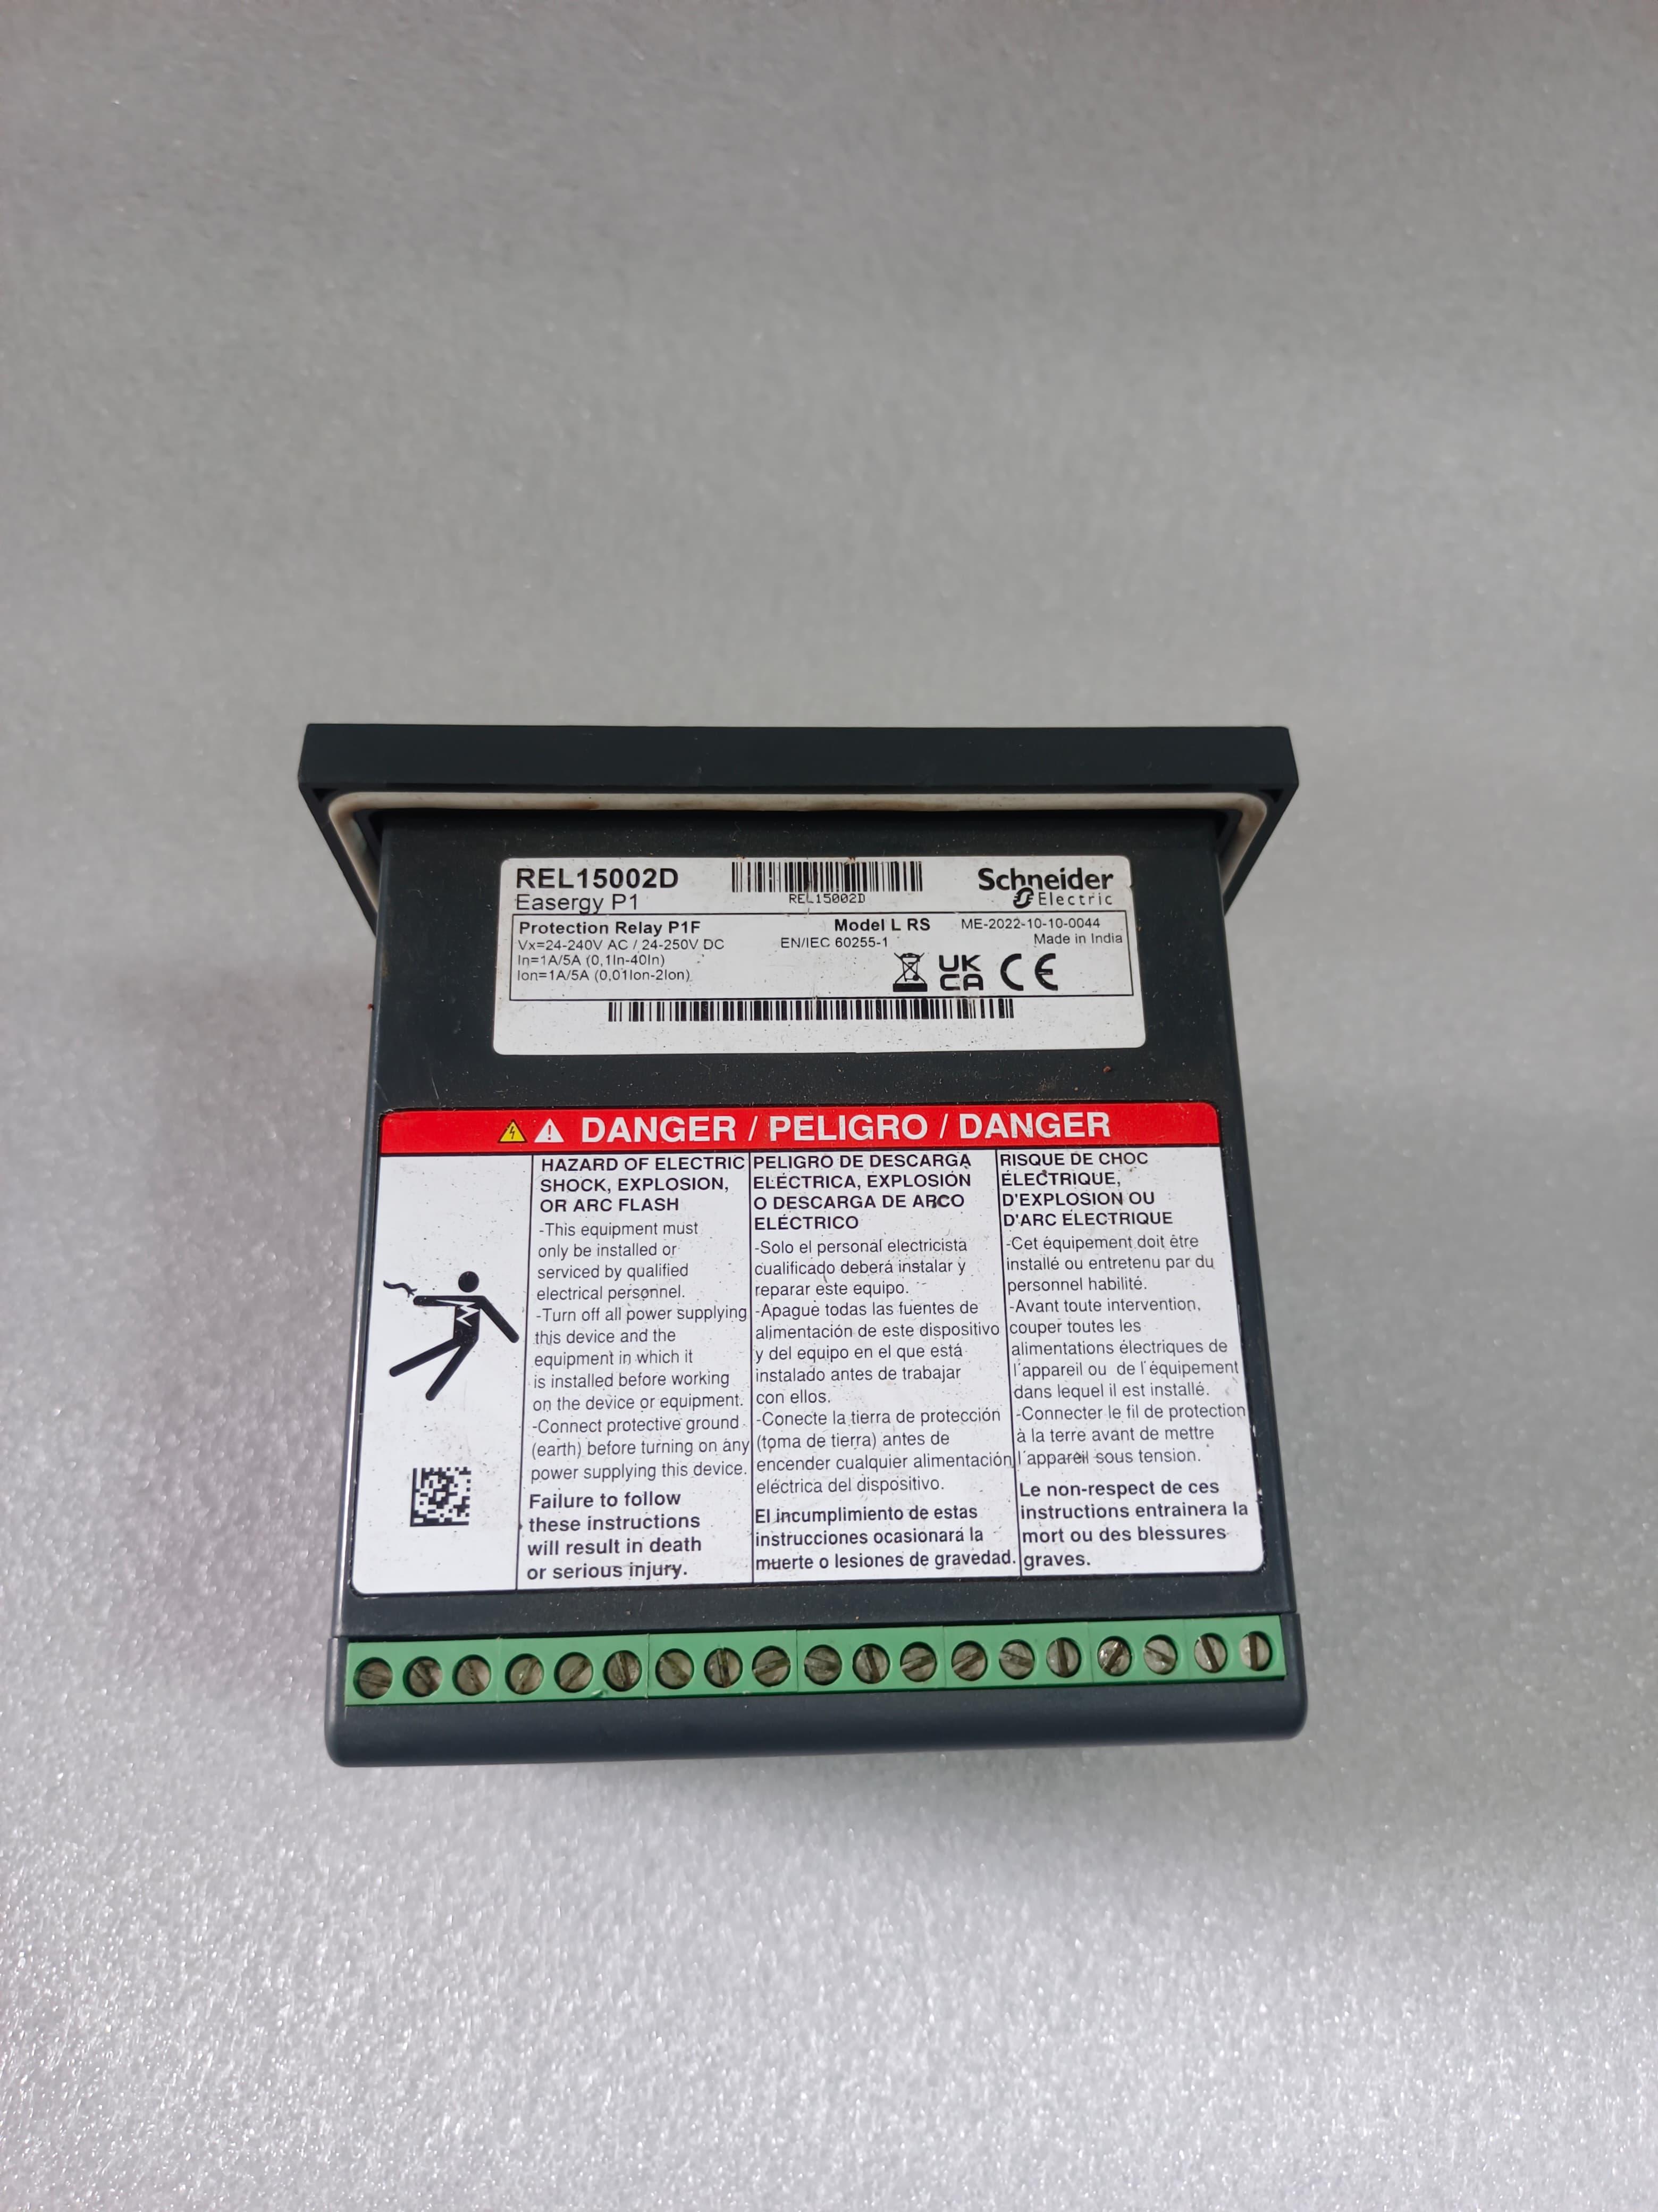 REL15002D
Easergy P1
REL15002D
Schneider
Electric
Protection Relay P1F
Model L RS
ME-2022-10-10-0044
Vx=24-240V AC / 24-250V DC
EN/IEC 60255-1
Made in India
In=1A/5A (0,1In-40In)
Ion=1A/5A (0,01Ion-2Ion)
UK
CA
CE
DANGER / PELIGRO / DANGER
HAZARD OF ELECTRIC
SHOCK, EXPLOSION,
OR ARC FLASH
-This equipment must
only be installed or
serviced by qualified
electrical personnel.
-Turn off all power supplying
this device and the
equipment in which it
is installed before working
on the device or equipment.
-Connect protective ground
(earth) before turning on any
power supplying this device.
Failure to follow
these instructions
will result in death
or serious injury.
PELIGRO DE DESCARGA
ELÉCTRICA, EXPLOSIÓN
O DESCARGA DE ARCO
ELÉCTRICO
-Solo el personal electricista
cualificado deberá instalar y
reparar este equipo.
-Apague todas las fuentes de
alimentación de este dispositivo
y del equipo en el que está
instalado antes de trabajar
con ellos.
-Conecte la tierra de protección
(toma de tierra) antes de
encender cualquier alimentación
eléctrica del dispositivo.
El incumplimiento de estas
instrucciones ocasionará la
muerte o lesiones de gravedad.
RISQUE DE CHOC
ÉLECTRIQUE,
D'EXPLOSION OU
D'ARC ÉLECTRIQUE
-Cet équipement doit être
installé ou entretenu par du
personnel habilité.
-Avant toute intervention,
couper toutes les
alimentations électriques de
l'appareil ou de l'équipement
dans lequel il est installé.
-Connecter le fil de protection
à la terre avant de mettre
l'appareil sous tension.
Le non-respect de ces
instructions entrainera la
mort ou des blessures
graves.